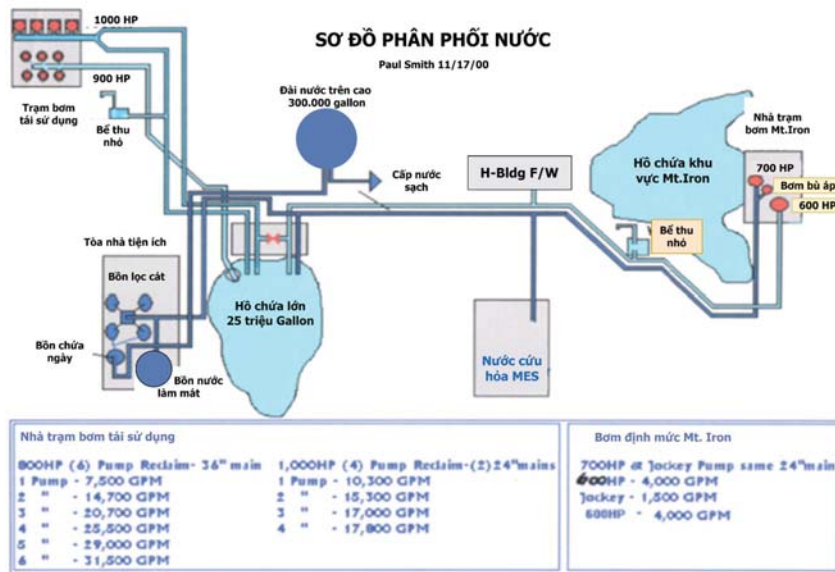 1000 HP
SƠ ĐỒ PHÂN PHỐI NƯỚC
Paul Smith 11/17/00
900 HP
Trạm bơm
tái sử dụng
Bể thu
nhỏ
Đài nước trên cao
300.000 gallon
Cấp nước
sạch
H-Bldg F/W
Hồ chứa khu
vực Mt.Iron
Nhà trạm
bơm Mt.Iron
700 HP
Bơm bù áp
600 HP
Bể thu
nhỏ
Tòa nhà tiện ích
Bồn lọc cát
Bồn chứa
ngày
Bồn nước
làm mát
Hồ chứa lớn
25 triệu Gallon
Nước cứu
hỏa MES
Nhà trạm bơm tái sử dụng
800HP (6) Pump Reclaim- 36" main
1 Pump - 7,500 GPM
2 " - 14,700 GPM
3 " - 20,700 GPM
4 " - 25,500 GPM
5 " - 29,000 GPM
6 " - 31,500 GPM
1,000HP (4) Pump Reclaim-(2)24"mains
1 Pump - 10,300 GPM
2 " - 15,300 GPM
3 " - 17,000 GPM
4 " - 17,800 GPM
Bơm định mức Mt. Iron
700HP & Jockey Pump same 24"main
HP - 4,000 GPM
Jockey - 1,500 GPM
600HP - 4,000 GPM